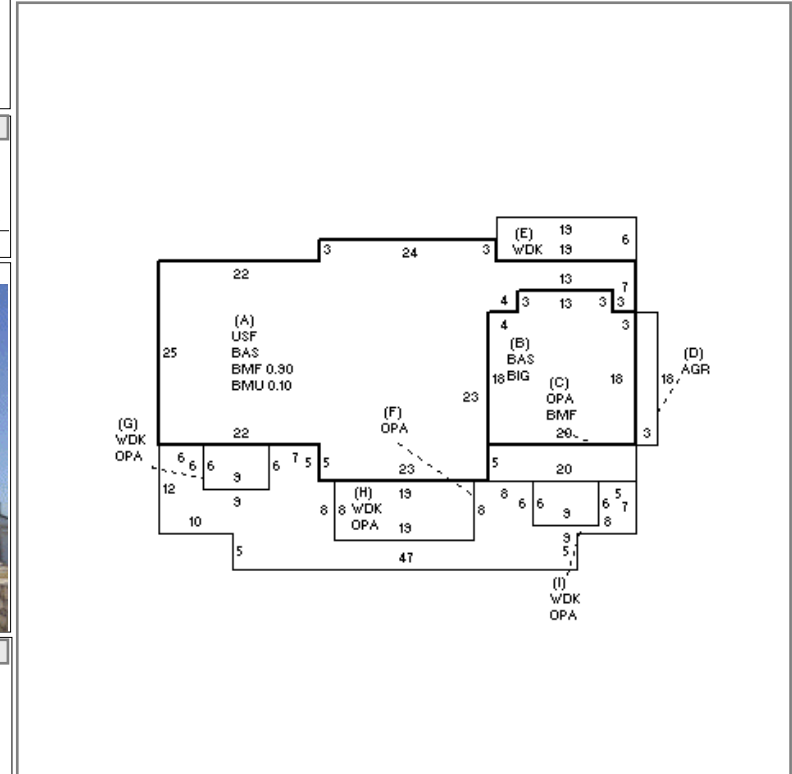 (E)
WDK
19
19
6
3
24
3
22
13
7
4
3
13
3
3
4
3
(A)
USF
BAS
BMF 0.90
BMU 0.10
25
(B)
BAS
BIG
18
(C)
OPA
BMF
18
18
(D)
AGR
23
(F)
OPA
(G)
WDK
OPA
22
20
3
6
6
6
9
6
7
5
5
23
5
20
12
9
10
8
8
(H)
WDK
OPA
19
19
8
8
6
6
9
6
5
7
8
9
5
47
5
(I)
WDK
OPA